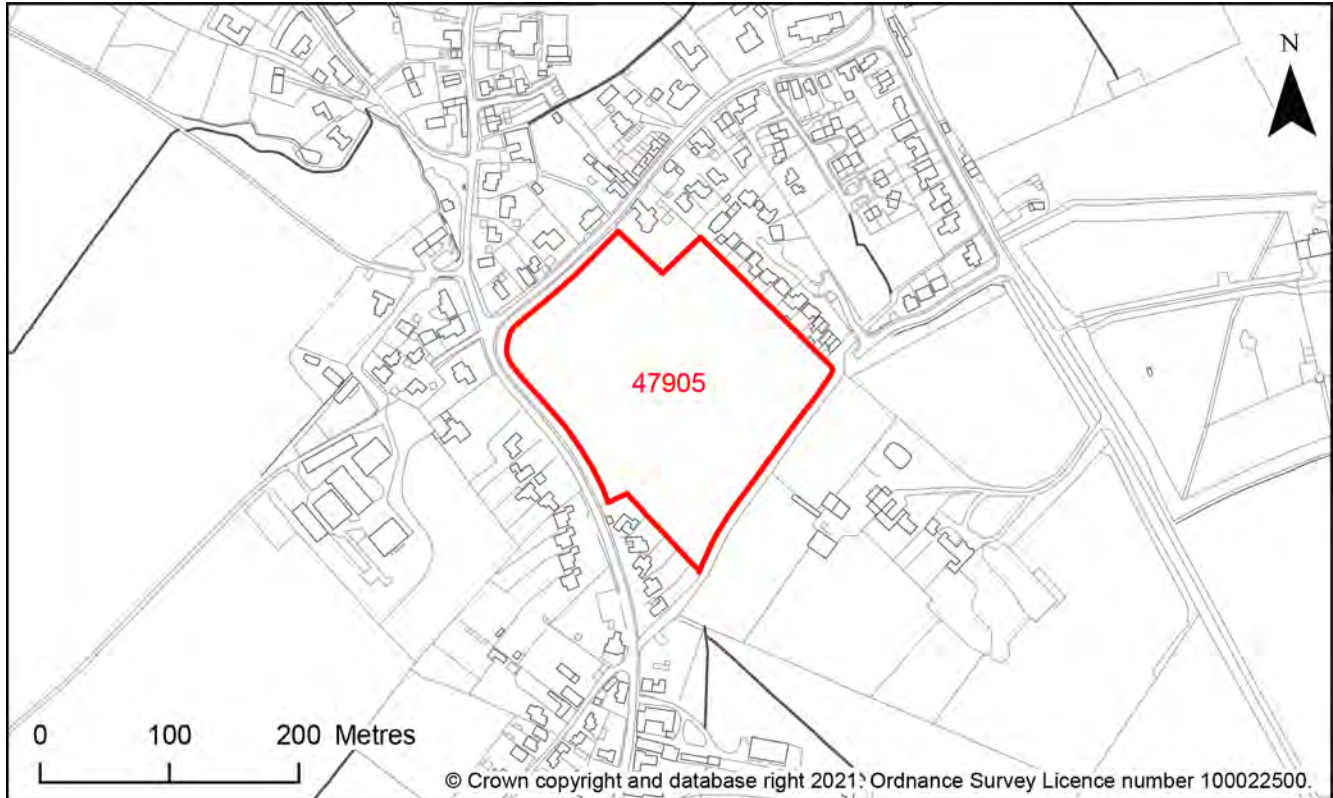 N
47905
0 100 200 Metres
© Crown copyright and database right 2021. Ordnance Survey Licence number 100022500.